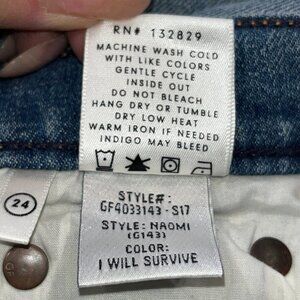 RN# 132829
MACHINE WASH COLD
WITH LIKE COLORS
GENTLE CYCLE
INSIDE OUT
DO NOT BLEACH
HANG DRY OR TUMBLE
DRY LOW HEAT
WARM IRON IF NEEDED
INDIGO MAY BLEED
24
STYLE#:
GF4033143 - S17
STYLE: NAOMI
(G143)
COLOR:
I WILL SURVIVE
GF